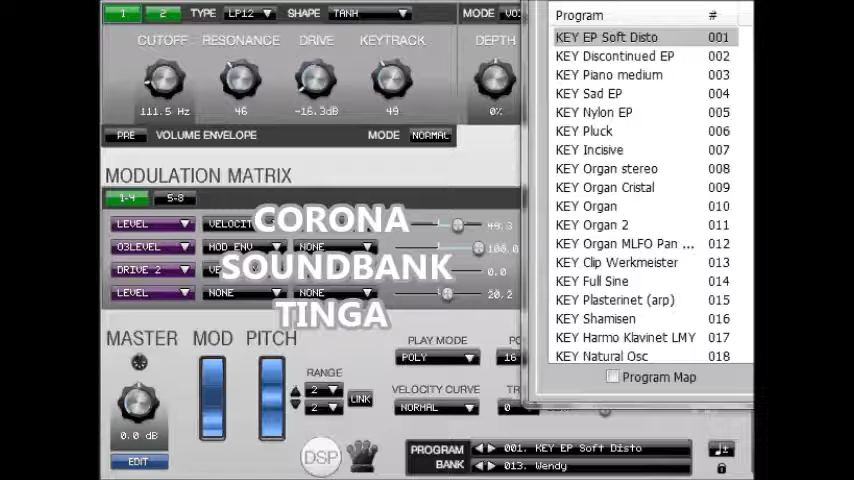 1 2 TYPE LP12 SHAPE TANH
MODE
CUTOFF RESONANCE DRIVE KEYTRACK
DEPTH
111.5 Hz 46 -16.3dB 49
0%
PRE VOLUME ENVELOPE MODE NORMAL
MODULATION MATRIX
1-4 5-8
LEVEL 49.3
O3LEVEL MOD ENV NONE 100.0
DRIVE 2 0.0
LEVEL NONE NONE 20.2
CORONA
SOUNDBANK
TINGA
MASTER MOD PITCH
PLAY MODE
POLY 16
RANGE
2
2
LINK
VELOCITY CURVE
NORMAL 0
0.0 dB
EDIT
DSP
PROGRAM 001. KEY EP Soft Disto
BANK 013. Wendy
Program #
KEY EP Soft Disto 001
KEY Discontinued EP 002
KEY Piano medium 003
KEY Sad EP 004
KEY Nylon EP 005
KEY Pluck 006
KEY Incisive 007
KEY Organ stereo 008
KEY Organ Cristal 009
KEY Organ 010
KEY Organ 2 011
KEY Organ MLFO Pan ... 012
KEY Clip Werkmeister 013
KEY Full Sine 014
KEY Plasterinet (arp) 015
KEY Shamisen 016
KEY Harmo Klavinet LMY 017
KEY Natural Osc 018
Program Map